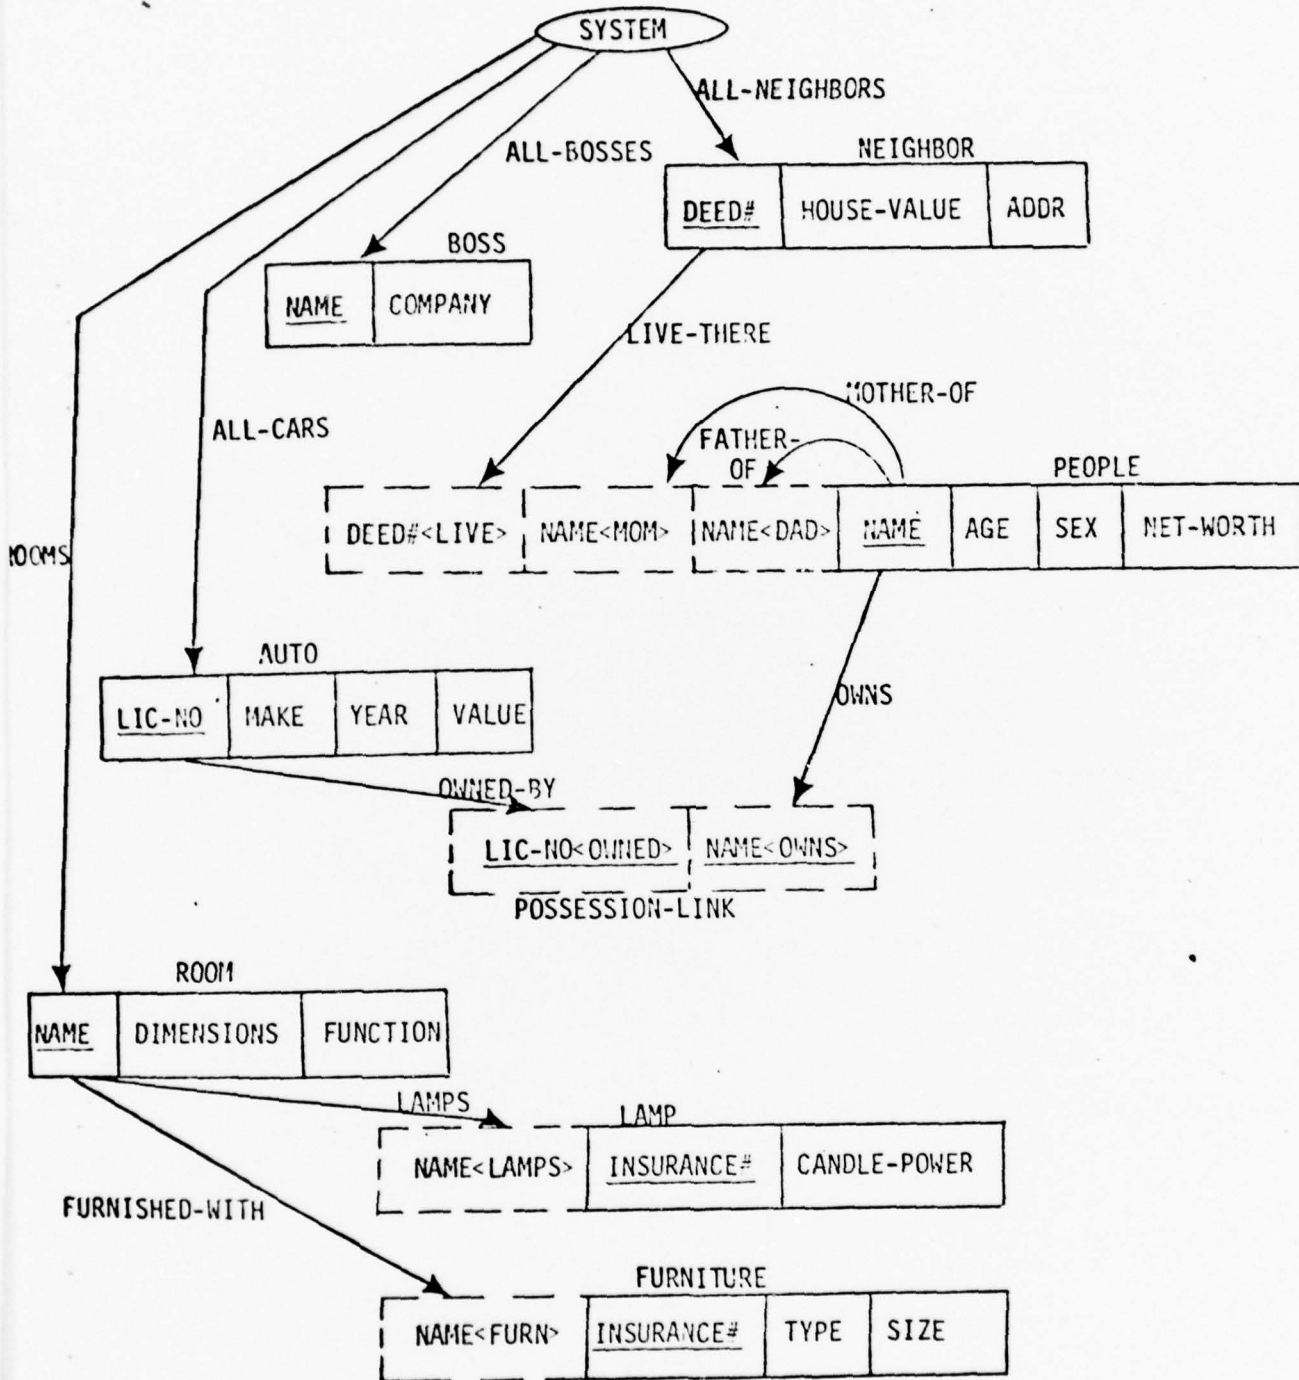 SYSTEM
ALL-NEIGHBORS
ALL-BOSSES
NEIGHBOR
DEED# HOUSE-VALUE ADDR
BOSS
NAME COMPANY
LIVE-THERE
MOTHER-OF
ALL-CARS
FATHER-
OF
PEOPLE
DEED#<LIVE> NAME<MOM> NAME<DAD> NAME AGE SEX NET-WORTH
ROOMS
AUTO
LIC-NO MAKE YEAR VALUE
OWNS
OWNED-BY
LIC-NO<OWNED> NAME<OWNS>
POSSESSION-LINK
ROOM
NAME DIMENSIONS FUNCTION
LAMPS
LAMP
NAME<LAMPS> INSURANCE# CANDLE-POWER
FURNISHED-WITH
FURNITURE
NAME<FURN> INSURANCE# TYPE SIZE